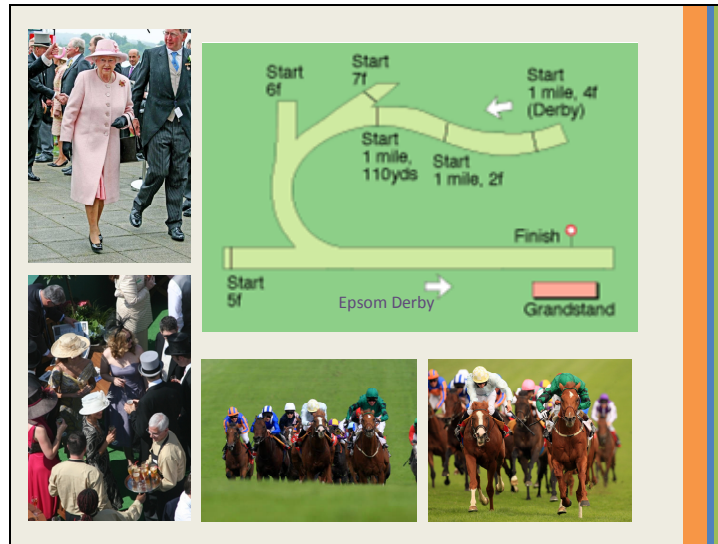 Start
6f
Start
7f
Start
1 mile, 4f
(Derby)
Start
1 mile,
110yds
Start
1 mile, 2f
Finish
Start
5f
Epsom Derby
Grandstand